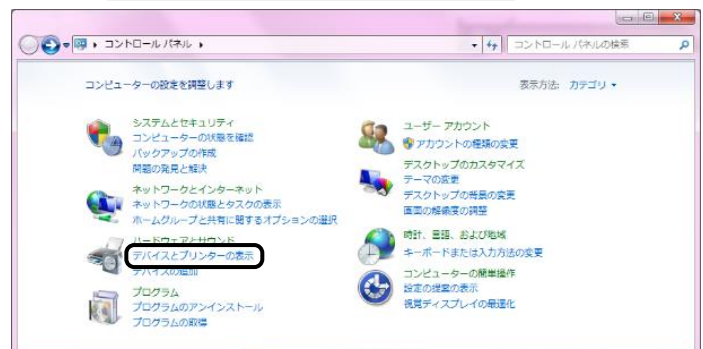 コントロール パネル
コントロール パネルの検索
コンピューターの設定を調整します
表示方法: カテゴリ
システムとセキュリティ
コンピューターの状態を確認
バックアップの作成
問題の発見と解決
ネットワークとインターネット
ネットワークの状態とタスクの表示
ホームグループと共有に関するオプションの選択
ハードウェアとサウンド
デバイスとプリンターの表示
デバイスの追加
プログラム
プログラムのアンインストール
プログラムの取得
ユーザー アカウント
アカウントの種類の変更
デスクトップのカスタマイズ
テーマの変更
デスクトップの背景の変更
画面の解像度の調整
時計、言語、および地域
キーボードまたは入力方法の変更
コンピューターの簡単操作
設定の提案の表示
視覚ディスプレイの最適化